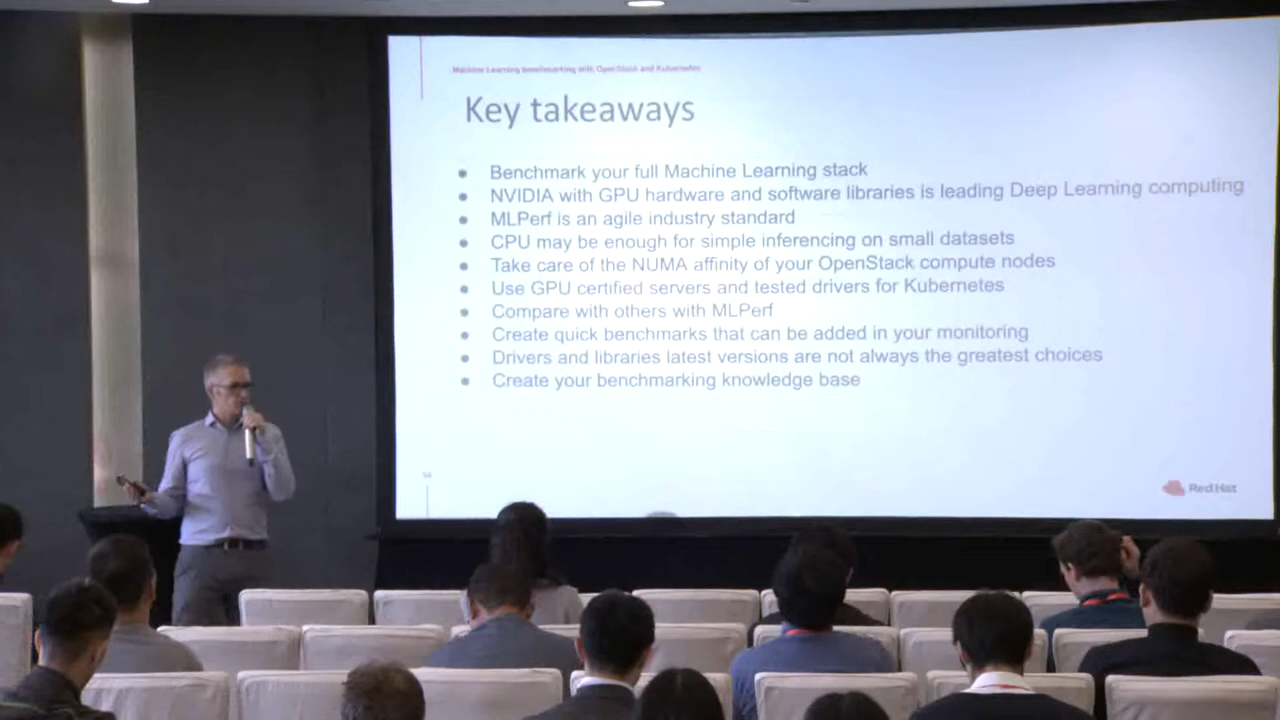 Machine Learning benchmarking with OpenStack and Kubernetes
Key takeaways
● Benchmark your full Machine Learning stack
● NVIDIA with GPU hardware and software libraries is leading Deep Learning computing
● MLPerf is an agile industry standard
● CPU may be enough for simple inferencing on small datasets
● Take care of the NUMA affinity of your OpenStack compute nodes
● Use GPU certified servers and tested drivers for Kubernetes
● Compare with others with MLPerf
● Create quick benchmarks that can be added in your monitoring
● Drivers and libraries latest versions are not always the greatest choices
● Create your benchmarking knowledge base
Red Hat